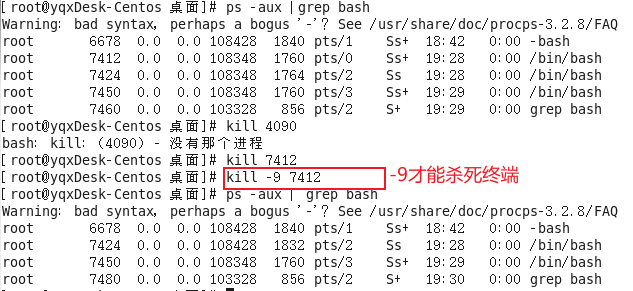 [root@yqxDesk-Centos 桌面]# ps -aux |grep bash
Warning: bad syntax, perhaps a bogus '-'? See /usr/share/doc/procps-3.2.8/FAQ
root 6678 0.0 0.0 108428 1840 pts/1 Ss+ 18:42 0:00 -bash
root 7412 0.0 0.0 108348 1760 pts/0 Ss+ 19:28 0:00 /bin/bash
root 7424 0.0 0.0 108348 1764 pts/2 Ss 19:28 0:00 /bin/bash
root 7450 0.0 0.0 108348 1760 pts/3 Ss+ 19:29 0:00 /bin/bash
root 7460 0.0 0.0 103328 856 pts/2 S+ 19:29 0:00 grep bash
[root@yqxDesk-Centos 桌面]# kill 4090
bash: kill: (4090) - 没有那个进程
[root@yqxDesk-Centos 桌面]# kill 7412
[root@yqxDesk-Centos 桌面]# kill -9 7412 -9才能杀死终端
[root@yqxDesk-Centos 桌面]# ps -aux | grep bash
Warning: bad syntax, perhaps a bogus '-'? See /usr/share/doc/procps-3.2.8/FAQ
root 6678 0.0 0.0 108428 1840 pts/1 Ss+ 18:42 0:00 -bash
root 7424 0.0 0.0 108428 1832 pts/2 Ss 19:28 0:00 /bin/bash
root 7450 0.0 0.0 108348 1760 pts/3 Ss+ 19:29 0:00 /bin/bash
root 7480 0.0 0.0 103328 856 pts/2 S+ 19:30 0:00 grep bash